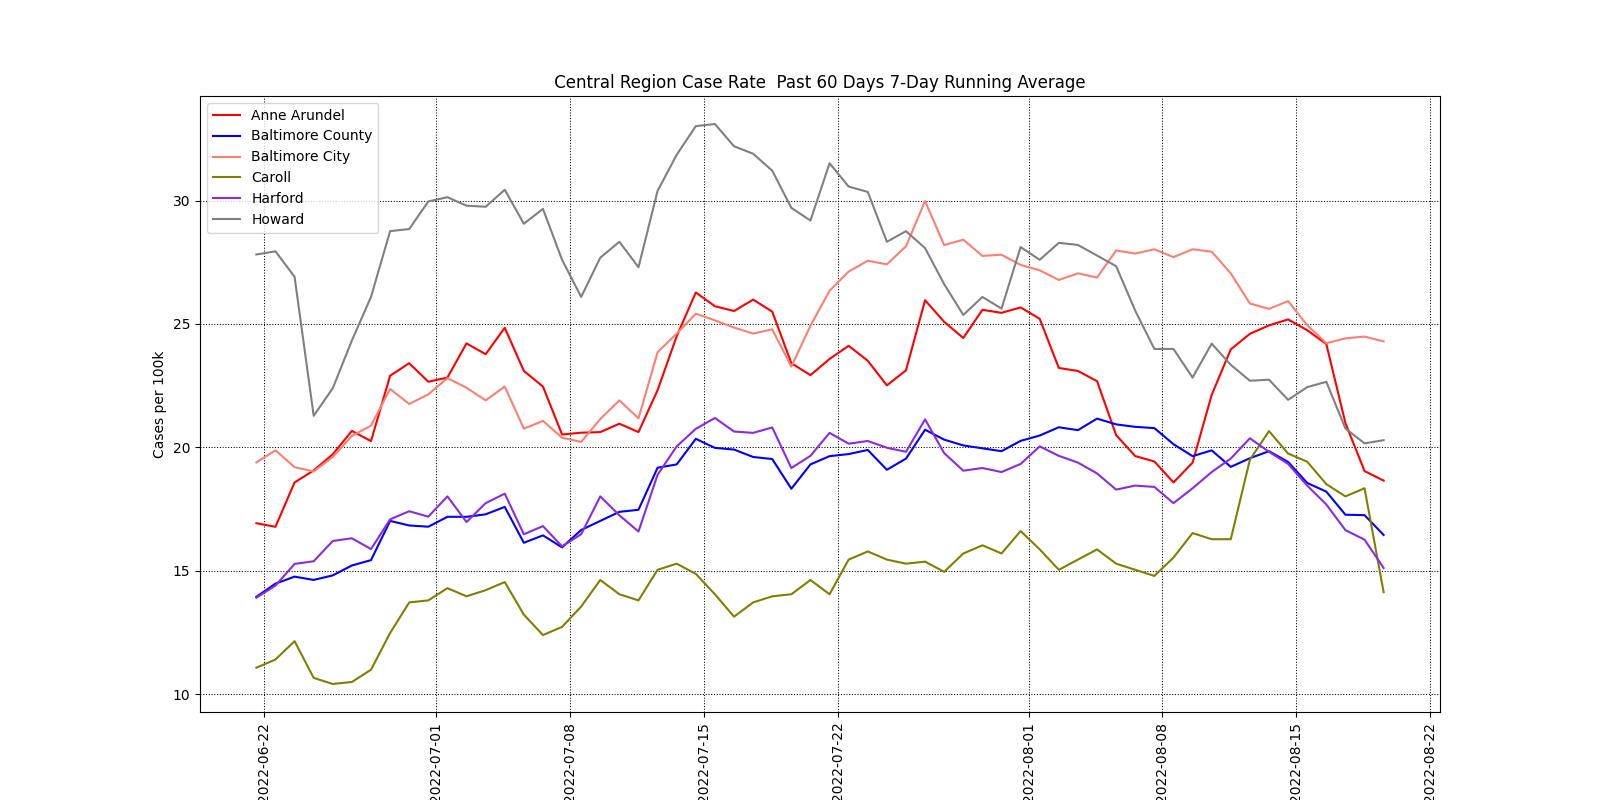 Central Region Case Rate  Past 60 Days 7-Day Running Average
Anne Arundel
Baltimore County
Baltimore City
Caroll
Harford
Howard
Cases per 100k
30
25
20
15
10
2022-06-22
2022-07-01
2022-07-08
2022-07-15
2022-07-22
2022-08-01
2022-08-08
2022-08-15
2022-08-22